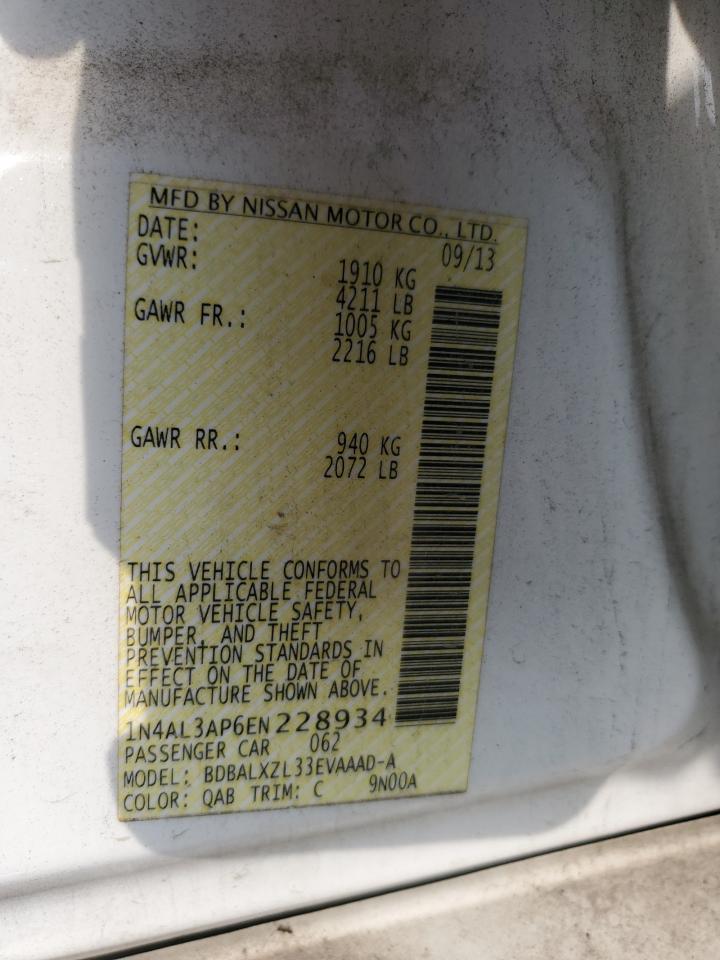 MFD BY NISSAN MOTOR CO., LTD.
DATE: 09/13
GVWR: 1910 KG
4211 LB
GAWR FR.: 1005 KG
2216 LB
GAWR RR.: 940 KG
2072 LB
THIS VEHICLE CONFORMS TO
ALL APPLICABLE FEDERAL
MOTOR VEHICLE SAFETY,
BUMPER, AND THEFT
PREVENTION STANDARDS IN
EFFECT ON THE DATE OF
MANUFACTURE SHOWN ABOVE.
1N4AL3AP6EN228934
PASSENGER CAR 062
MODEL: BDBALXZL33EVAAAD-A
COLOR: QAB TRIM: C 9N00A